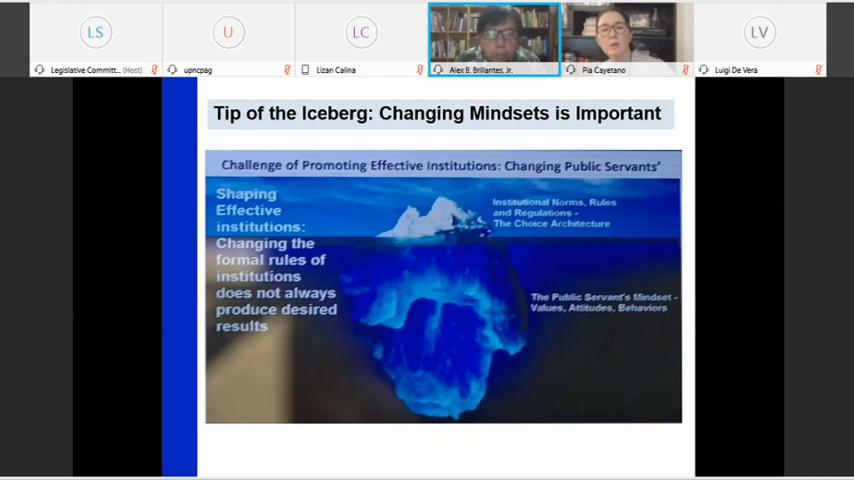 LS
U
LC
LV
Legislative Committ... (Host)
upncpag
Lizan Calina
Alex B. Brillantes, Jr.
Pia Cayetano
Luigi De Vera
Tip of the Iceberg: Changing Mindsets is Important
Challenge of Promoting Effective Institutions: Changing Public Servants'
Shaping
Effective
institutions:
Changing the
formal rules of
institutions
does not always
produce desired
results
Institutional Norms, Rules
and Regulations -
The Choice Architecture
The Public Servant's Mindset -
Values, Attitudes, Behaviors